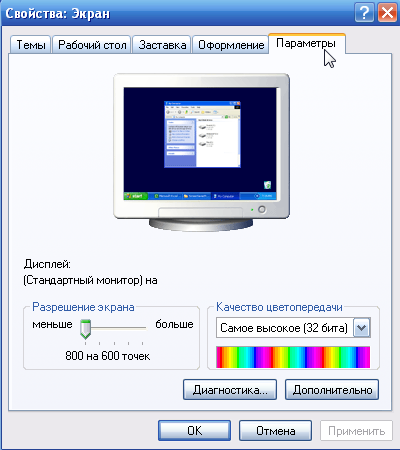 Свойства: Экран
Темы Рабочий стол Заставка Оформление Параметры
Дисплей:
(Стандартный монитор) на
Разрешение экрана
меньше больше
800 на 600 точек
Качество цветопередачи
Самое высокое (32 бита)
Диагностика... Дополнительно
OK Отмена Применить